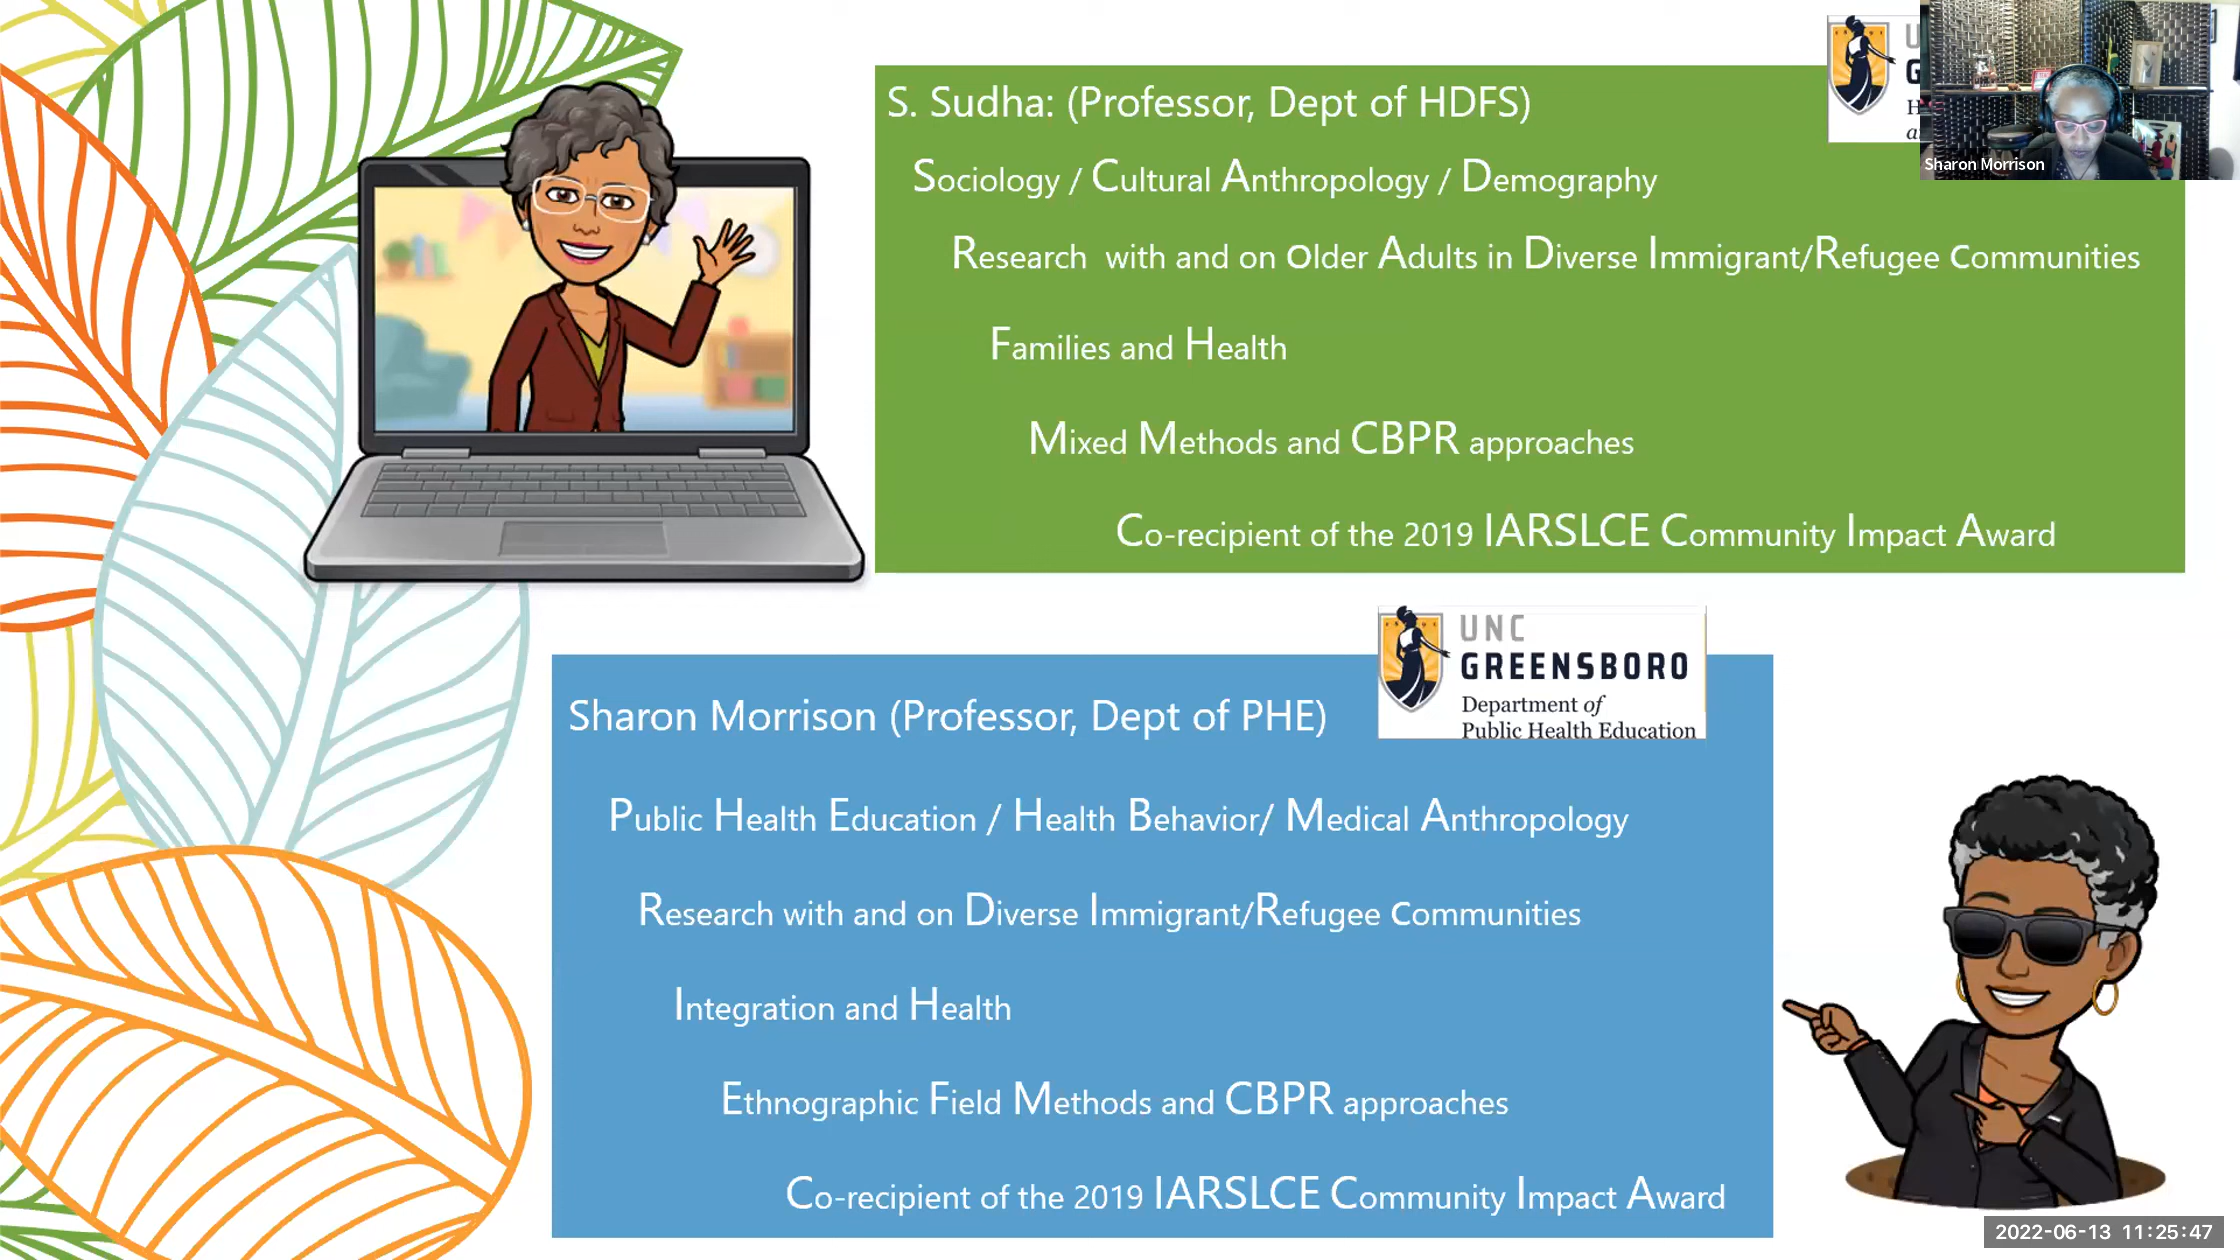 S. Sudha: (Professor, Dept of HDFS)
Sociology / Cultural Anthropology / Demography
Research with and on older Adults in Diverse Immigrant/Refugee communities
Families and Health
Mixed Methods and CBPR approaches
Co-recipient of the 2019 IARSLCE Community Impact Award
Sharon Morrison
UNC
GREENSBORO
Department of
Public Health Education
Sharon Morrison (Professor, Dept of PHE)
Public Health Education / Health Behavior/ Medical Anthropology
Research with and on Diverse Immigrant/Refugee communities
Integration and Health
Ethnographic Field Methods and CBPR approaches
Co-recipient of the 2019 IARSLCE Community Impact Award
2022-06-13 11:25:47